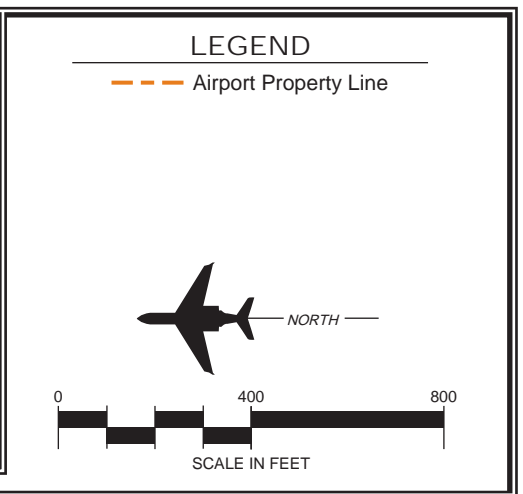 LEGEND
Airport Property Line
NORTH
0 400 800
SCALE IN FEET